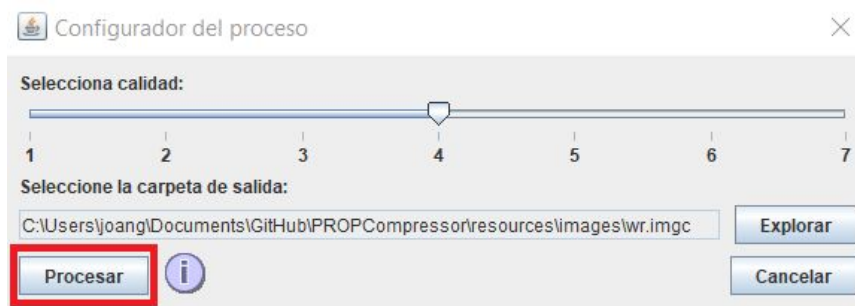 Configurador del proceso
Selecciona calidad:
1 2 3 4 5 6 7
Seleccione la carpeta de salida:
C:\Users\joang\Documents\GitHub\PROPCompressor\resources\images\wr.imgc Explorar
Procesar i Cancelar